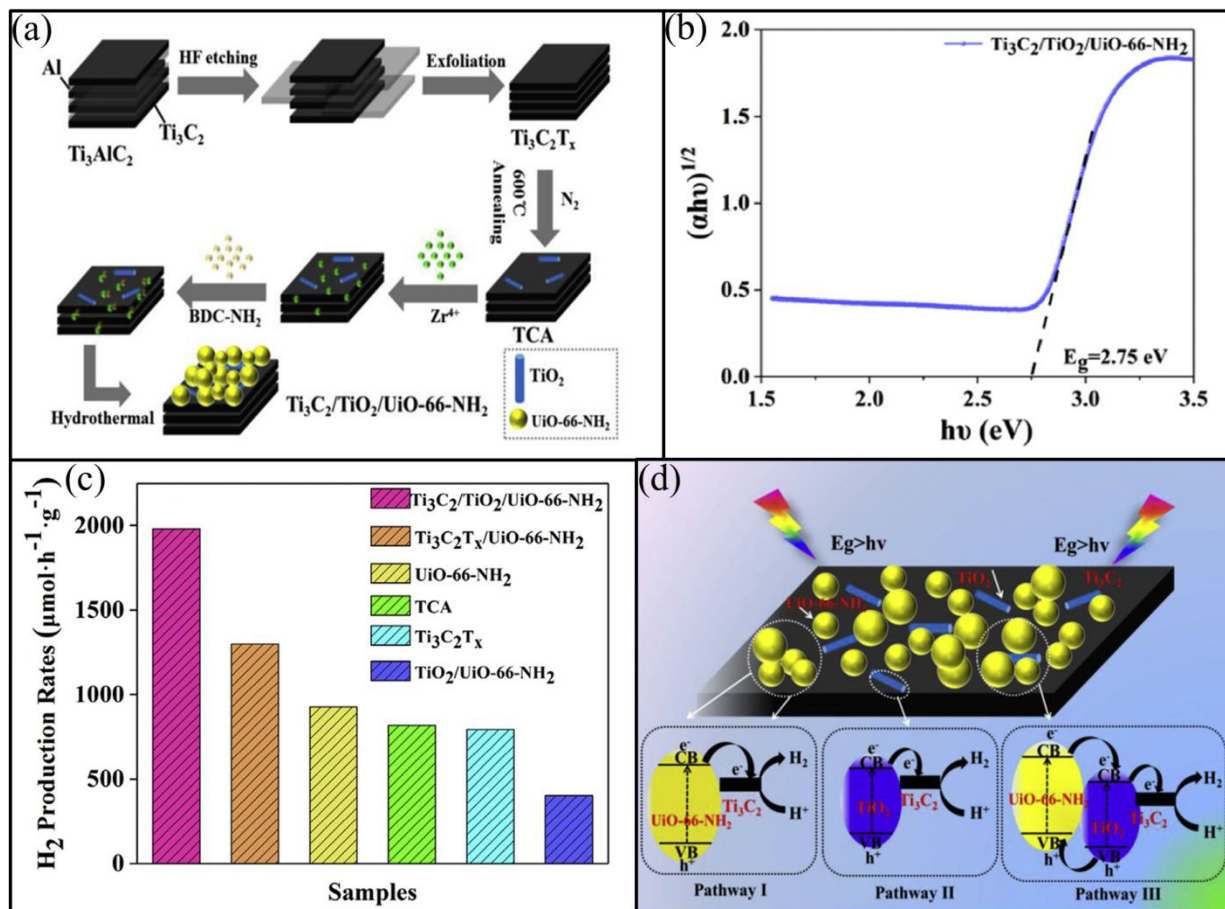 (a)
Al
HF etching
Exfoliation
Ti₃C₂
Ti₃AlC₂
Ti₃C₂Tₓ
600℃
Annealing
N₂
BDC-NH₂
Zr⁴⁺
TCA
Hydrothermal
Ti₃C₂/TiO₂/UiO-66-NH₂
TiO₂
UiO-66-NH₂
(b)
Ti₃C₂/TiO₂/UiO-66-NH₂
(αhυ)¹/²
2.0
1.5
1.0
0.5
0.0
Eg=2.75 eV
1.5 2.0 2.5 3.0 3.5
hυ (eV)
(c)
H₂ Production Rates (μmol·h⁻¹·g⁻¹)
2000
1500
1000
500
0
Ti₃C₂/TiO₂/UiO-66-NH₂
Ti₃C₂Tₓ/UiO-66-NH₂
UiO-66-NH₂
TCA
Ti₃C₂Tₓ
TiO₂/UiO-66-NH₂
Samples
(d)
Eg>hv
Eg>hv
TiO₂
Ti₃C₂
UiO-66-NH₂
e⁻
CB
e⁻
H₂
Ti₃C₂
UiO-66-NH₂
H⁺
VB
h⁺
Pathway I
e⁻
CB
e⁻
H₂
Ti₃C₂
TiO₂
H⁺
VB
h⁺
Pathway II
e⁻
CB
e⁻
CB
e⁻
H₂
UiO-66-NH₂
Ti₃C₂
TiO₂
H⁺
VB
h⁺
VB
h⁺
Pathway III